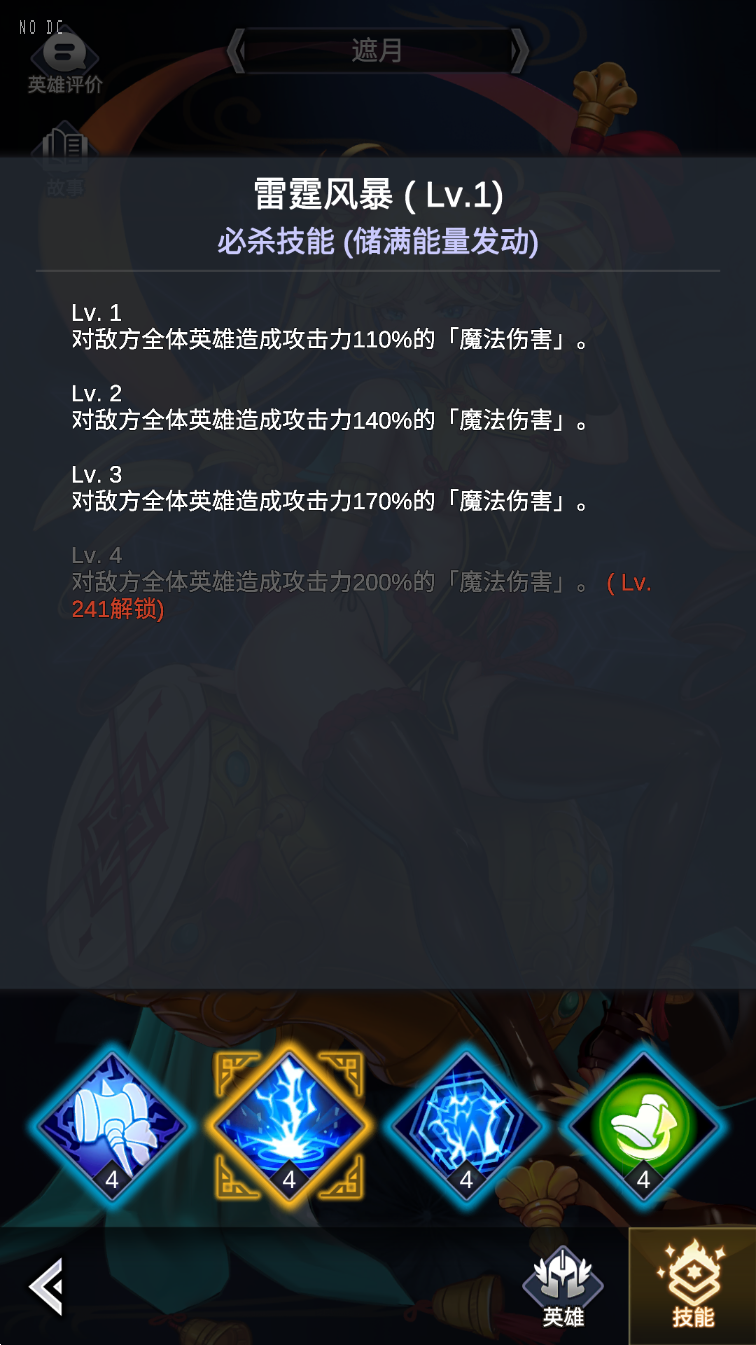 NO DC
遮月
英雄评价
故事
雷霆风暴 ( Lv.1)
必杀技能 (储满能量发动)
Lv. 1
对敌方全体英雄造成攻击力110%的「魔法伤害」。
Lv. 2
对敌方全体英雄造成攻击力140%的「魔法伤害」。
Lv. 3
对敌方全体英雄造成攻击力170%的「魔法伤害」。
Lv. 4
对敌方全体英雄造成攻击力200%的「魔法伤害」。 ( Lv.
241解锁)
4
4
4
4
英雄
技能